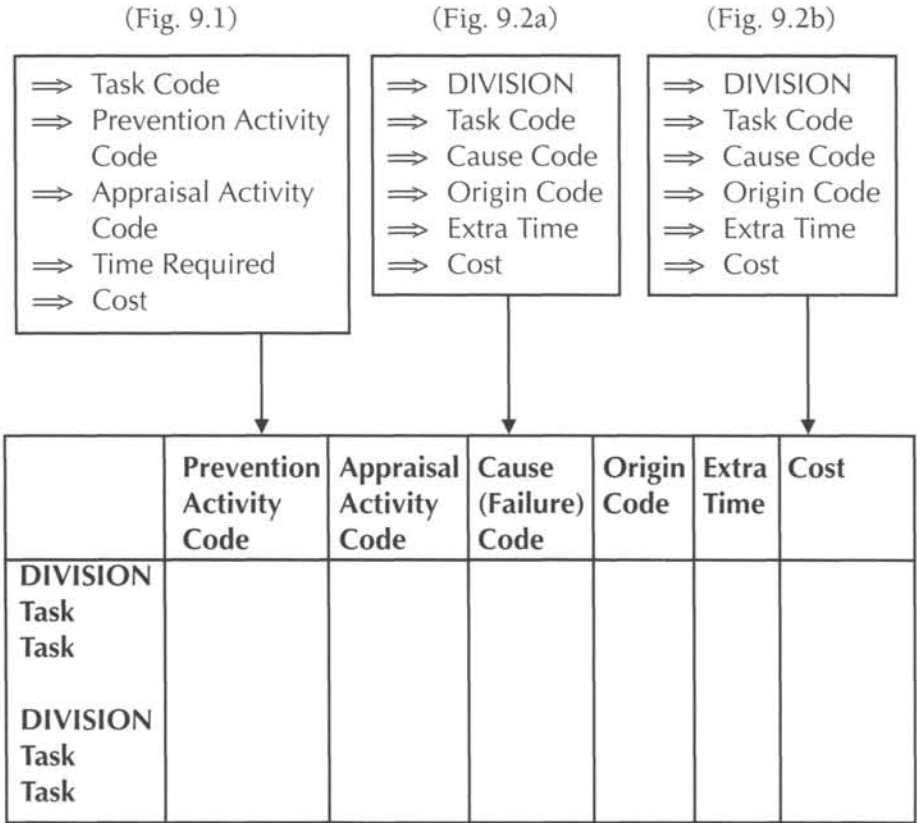 (Fig. 9.1)
(Fig. 9.2a)
(Fig. 9.2b)
⇒ Task Code
⇒ Prevention Activity
Code
⇒ Appraisal Activity
Code
⇒ Time Required
⇒ Cost
⇒ DIVISION
⇒ Task Code
⇒ Cause Code
⇒ Origin Code
⇒ Extra Time
⇒ Cost
⇒ DIVISION
⇒ Task Code
⇒ Cause Code
⇒ Origin Code
⇒ Extra Time
⇒ Cost
Prevention
Activity
Code
Appraisal
Activity
Code
Cause
(Failure)
Code
Origin
Code
Extra
Time
Cost
DIVISION
Task
Task
DIVISION
Task
Task